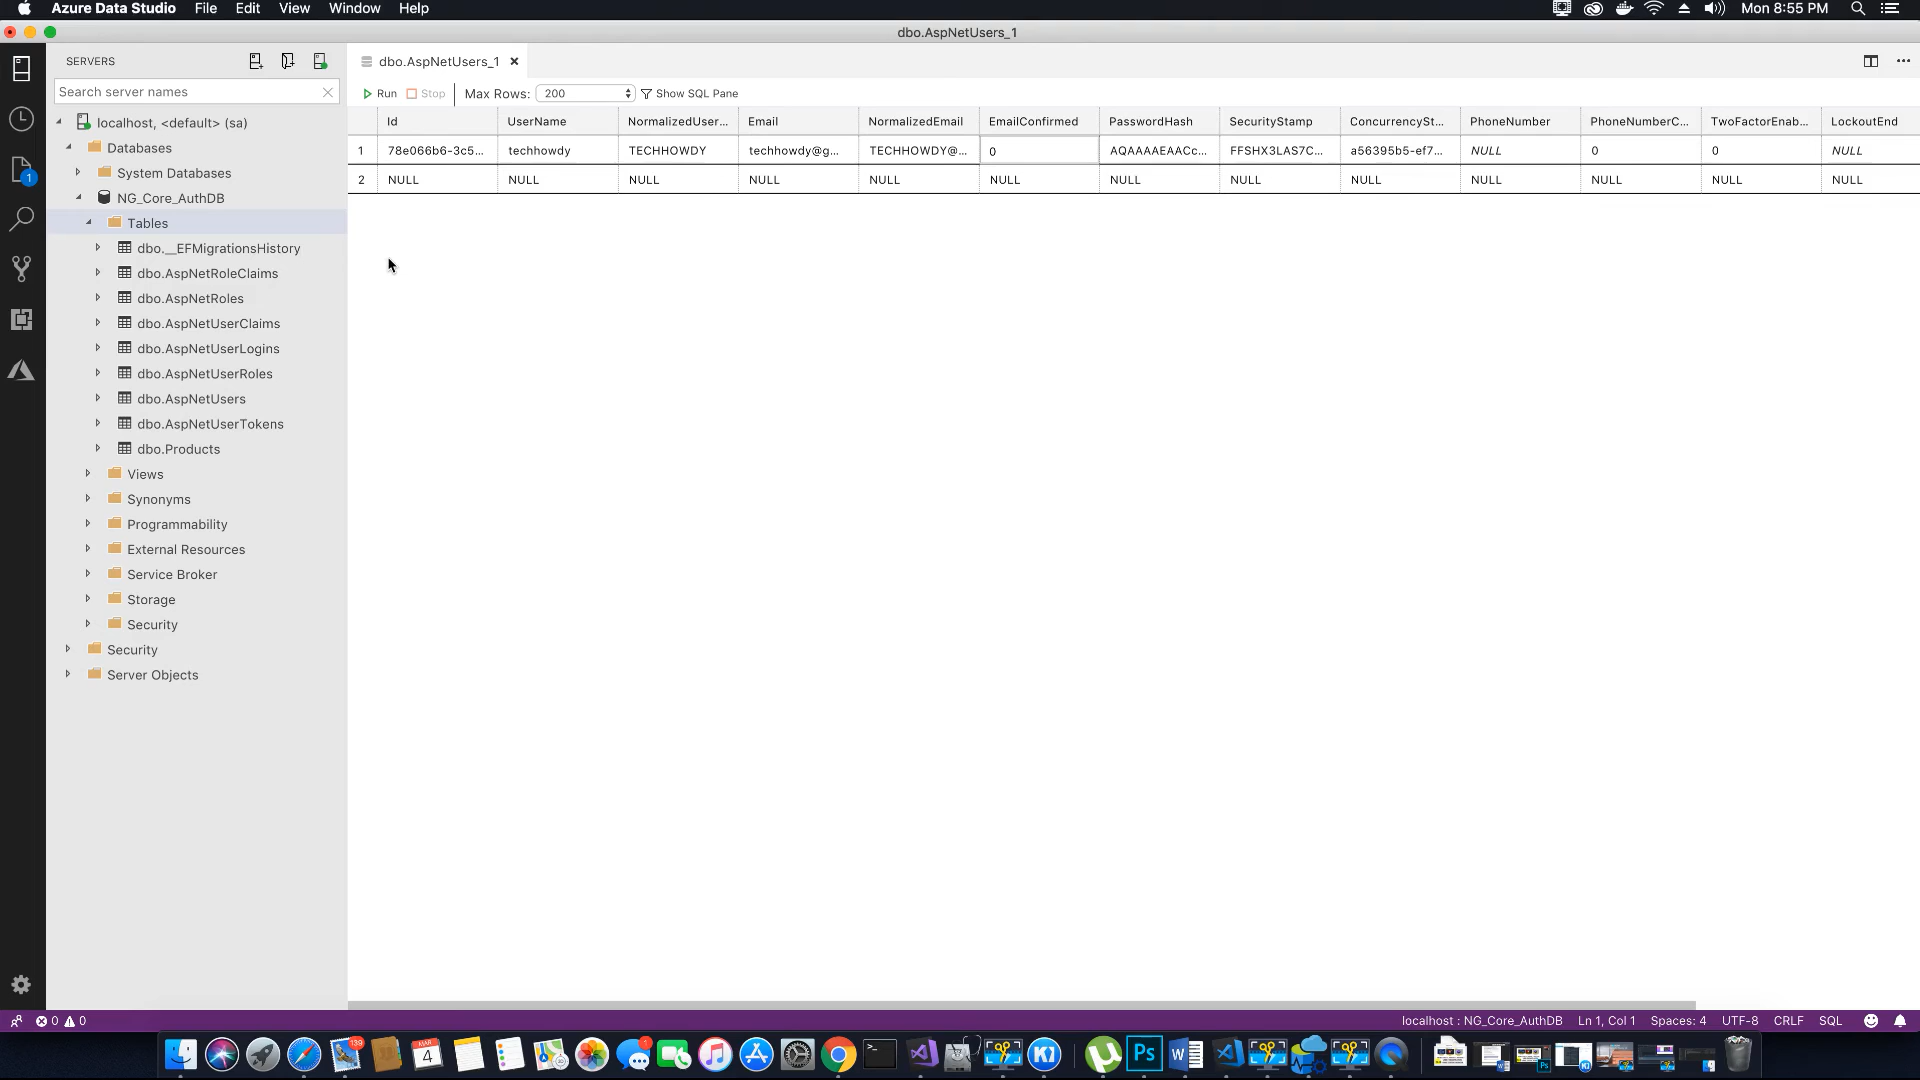 Azure Data Studio File Edit View Window Help Mon 8:55 PM
dbo.AspNetUsers_1
SERVERS
dbo.AspNetUsers_1
Search server names
Run Stop Max Rows: 200 Show SQL Pane
Id UserName NormalizedUser... Email NormalizedEmail EmailConfirmed PasswordHash SecurityStamp ConcurrencySt... PhoneNumber PhoneNumberC... TwoFactorEnab... LockoutEnd
1 78e066b6-3c5... techhowdy TECHHOWDY techhowdy@g... TECHHOWDY@... 0 AQAAAAEAACc... FFSHX3LAS7C... a56395b5-ef7... NULL 0 0 NULL
2 NULL NULL NULL NULL NULL NULL NULL NULL NULL NULL NULL NULL NULL
localhost, <default> (sa)
Databases
System Databases
1
NG_Core_AuthDB
Tables
dbo.__EFMigrationsHistory
dbo.AspNetRoleClaims
dbo.AspNetRoles
dbo.AspNetUserClaims
dbo.AspNetUserLogins
dbo.AspNetUserRoles
dbo.AspNetUsers
dbo.AspNetUserTokens
dbo.Products
Views
Synonyms
Programmability
External Resources
Service Broker
Storage
Security
Security
Server Objects
0 0 localhost : NG_Core_AuthDB Ln 1, Col 1 Spaces: 4 UTF-8 CRLF SQL
139 MAR 4 1 Ps W